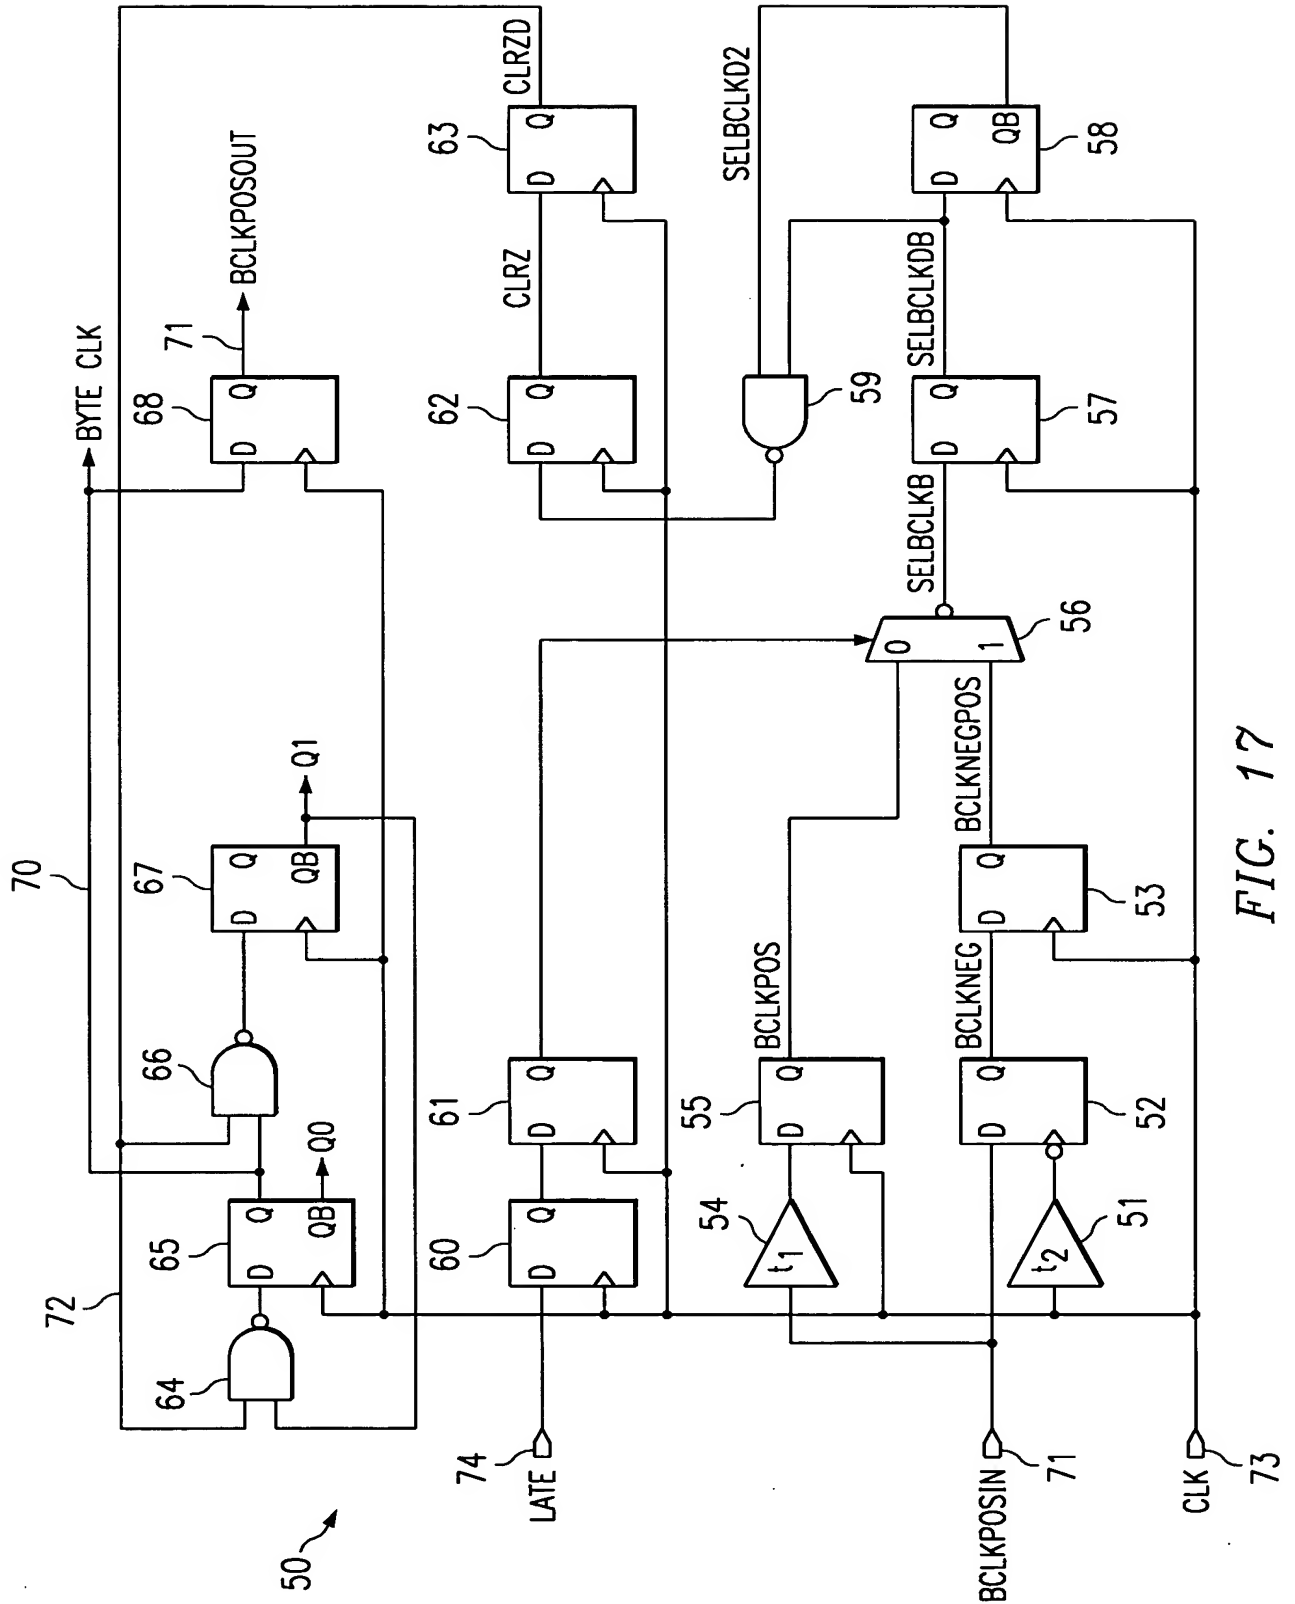 50
72
70
BYTE CLK
64
65
D
Q
QB
Q0
66
67
D
Q
QB
Q1
68
D
Q
71
BCLKPOSOUT
74
LATE
60
D
Q
61
D
Q
62
D
Q
CLRZ
63
D
Q
CLRZD
54
t1
55
D
Q
BCLKPOS
59
SELBCLKD2
BCLKPOSIN
71
51
t2
52
D
Q
BCLKNEG
53
D
Q
BCLKNEGPOS
0
1
56
SELBCLKB
57
D
Q
SELBCLKDB
58
D
Q
QB
CLK
73
FIG. 17